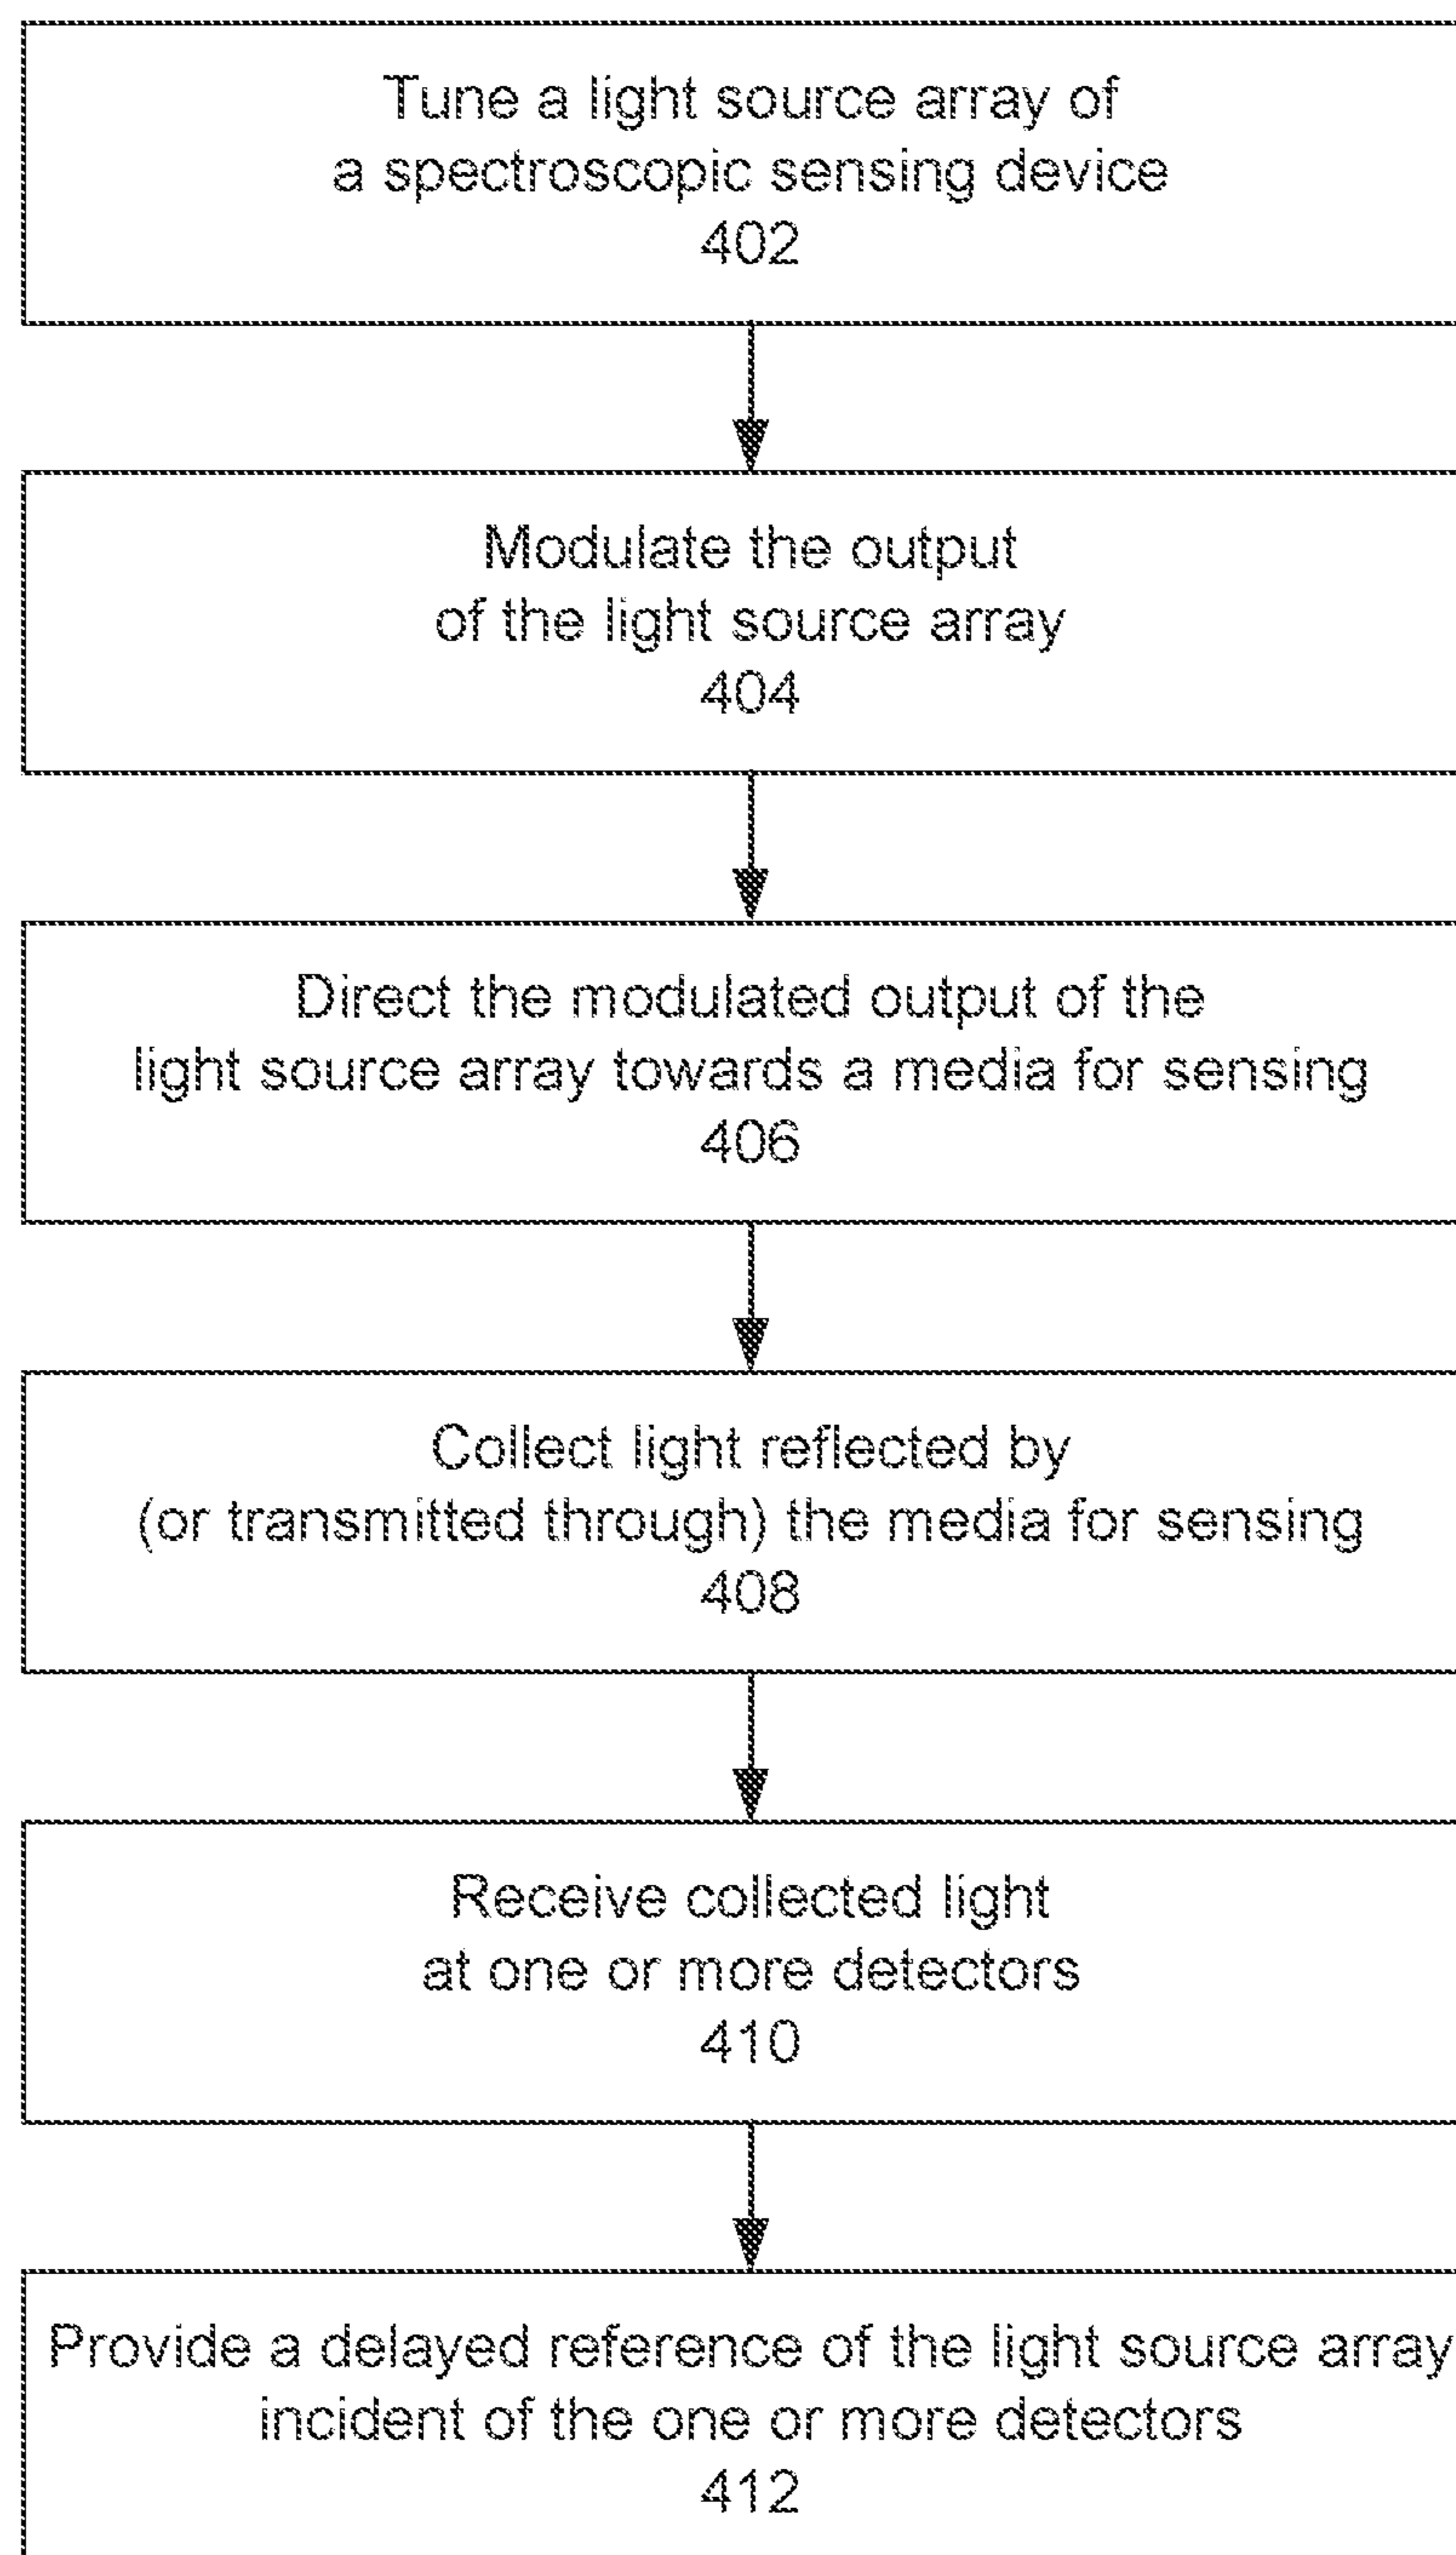 Tune a light source array of
a spectroscopic sensing device
402
Modulate the output
of the light source array
404
Direct the modulated output of the
light source array towards a media for sensing
406
Collect light reflected by
(or transmitted through) the media for sensing
408
Receive collected light
at one or more detectors
410
Provide a delayed reference of the light source array
incident of the one or more detectors
412